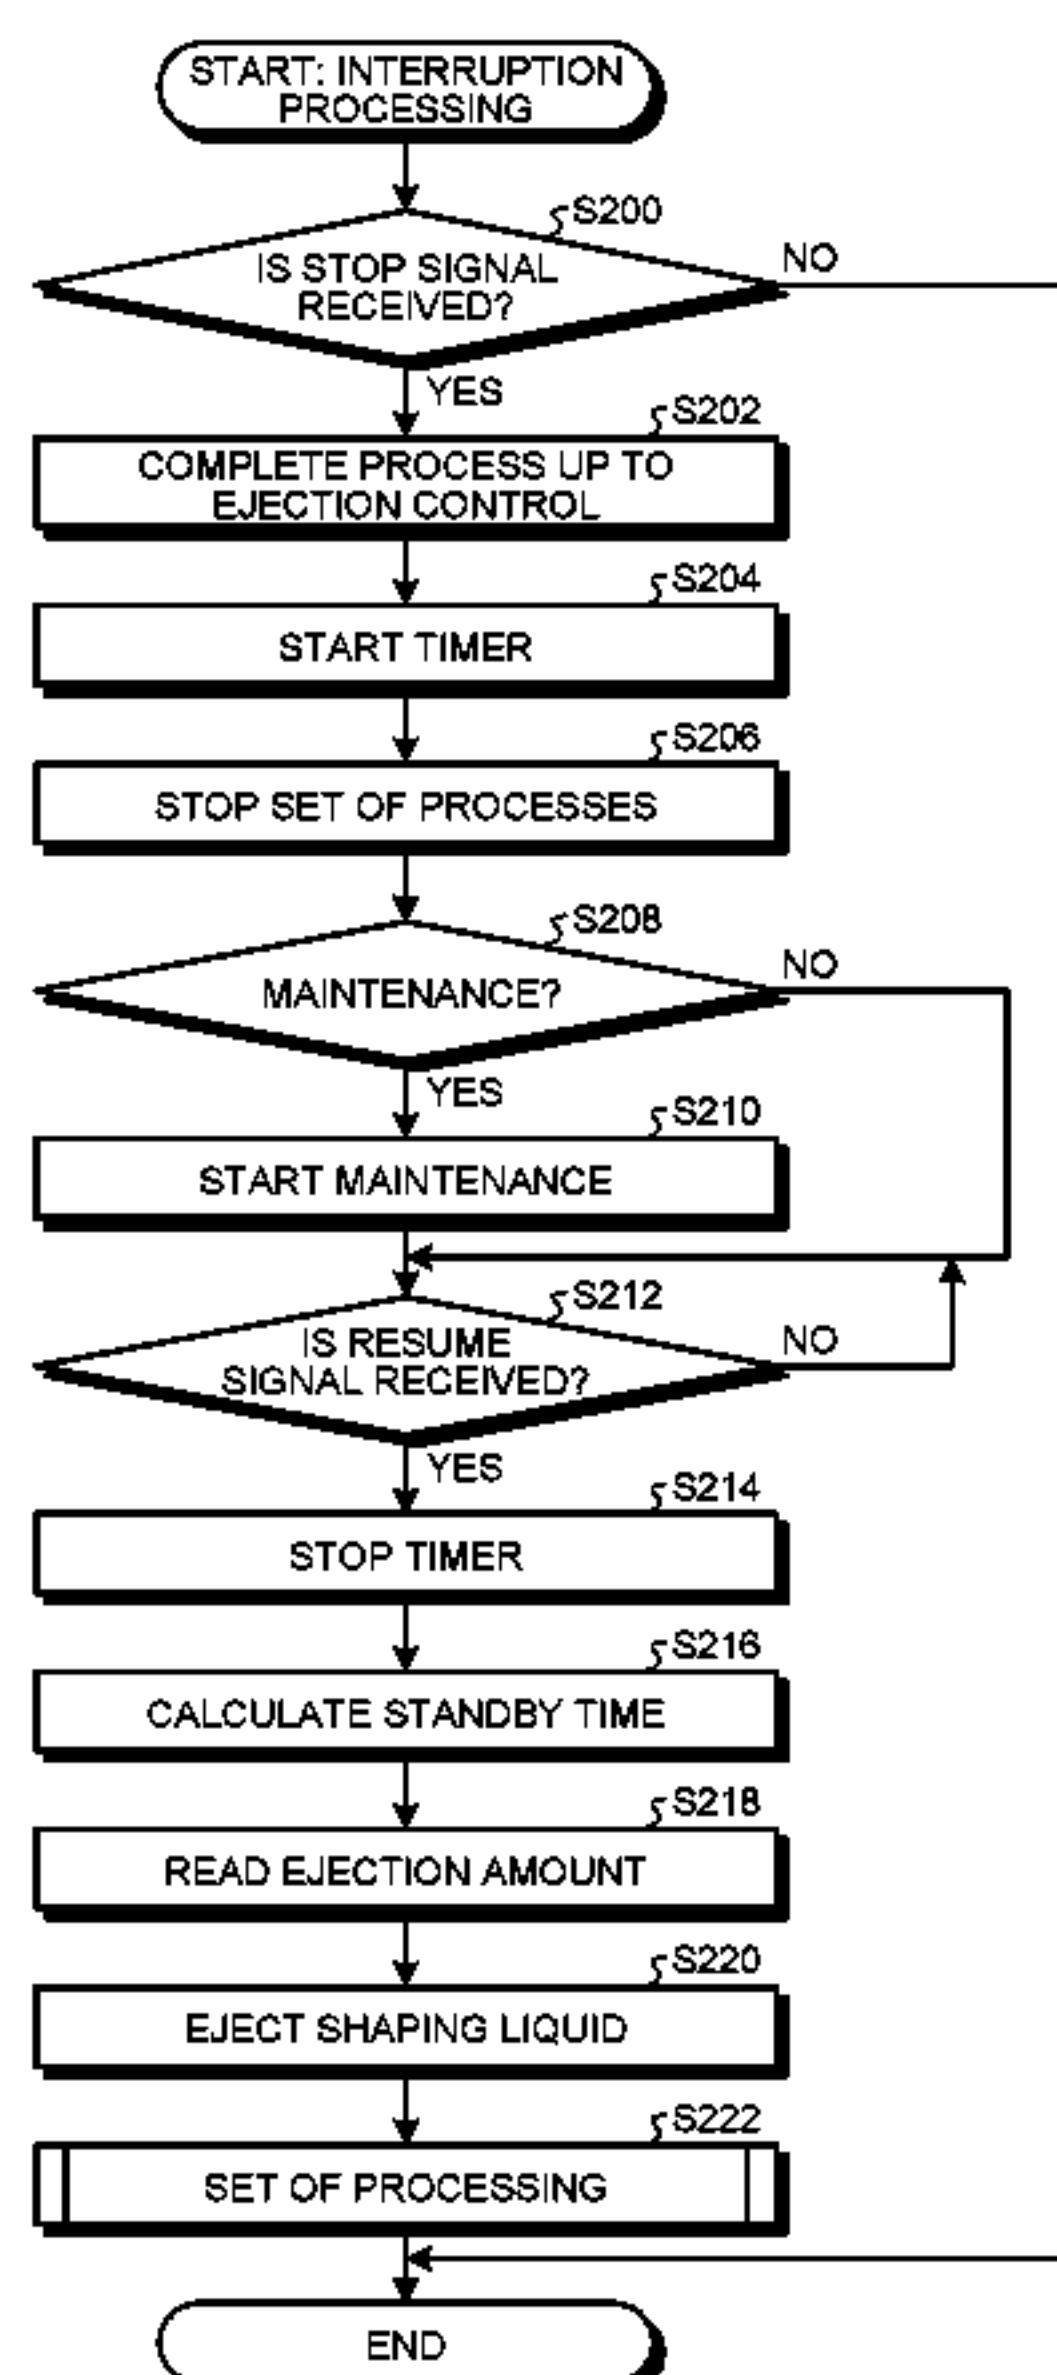 START: INTERRUPTION
PROCESSING
S200
IS STOP SIGNAL
RECEIVED?
NO
YES
S202
COMPLETE PROCESS UP TO
EJECTION CONTROL
S204
START TIMER
S206
STOP SET OF PROCESSES
S208
MAINTENANCE?
NO
YES
S210
START MAINTENANCE
S212
IS RESUME
SIGNAL RECEIVED?
NO
YES
S214
STOP TIMER
S216
CALCULATE STANDBY TIME
S218
READ EJECTION AMOUNT
S220
EJECT SHAPING LIQUID
S222
SET OF PROCESSING
END